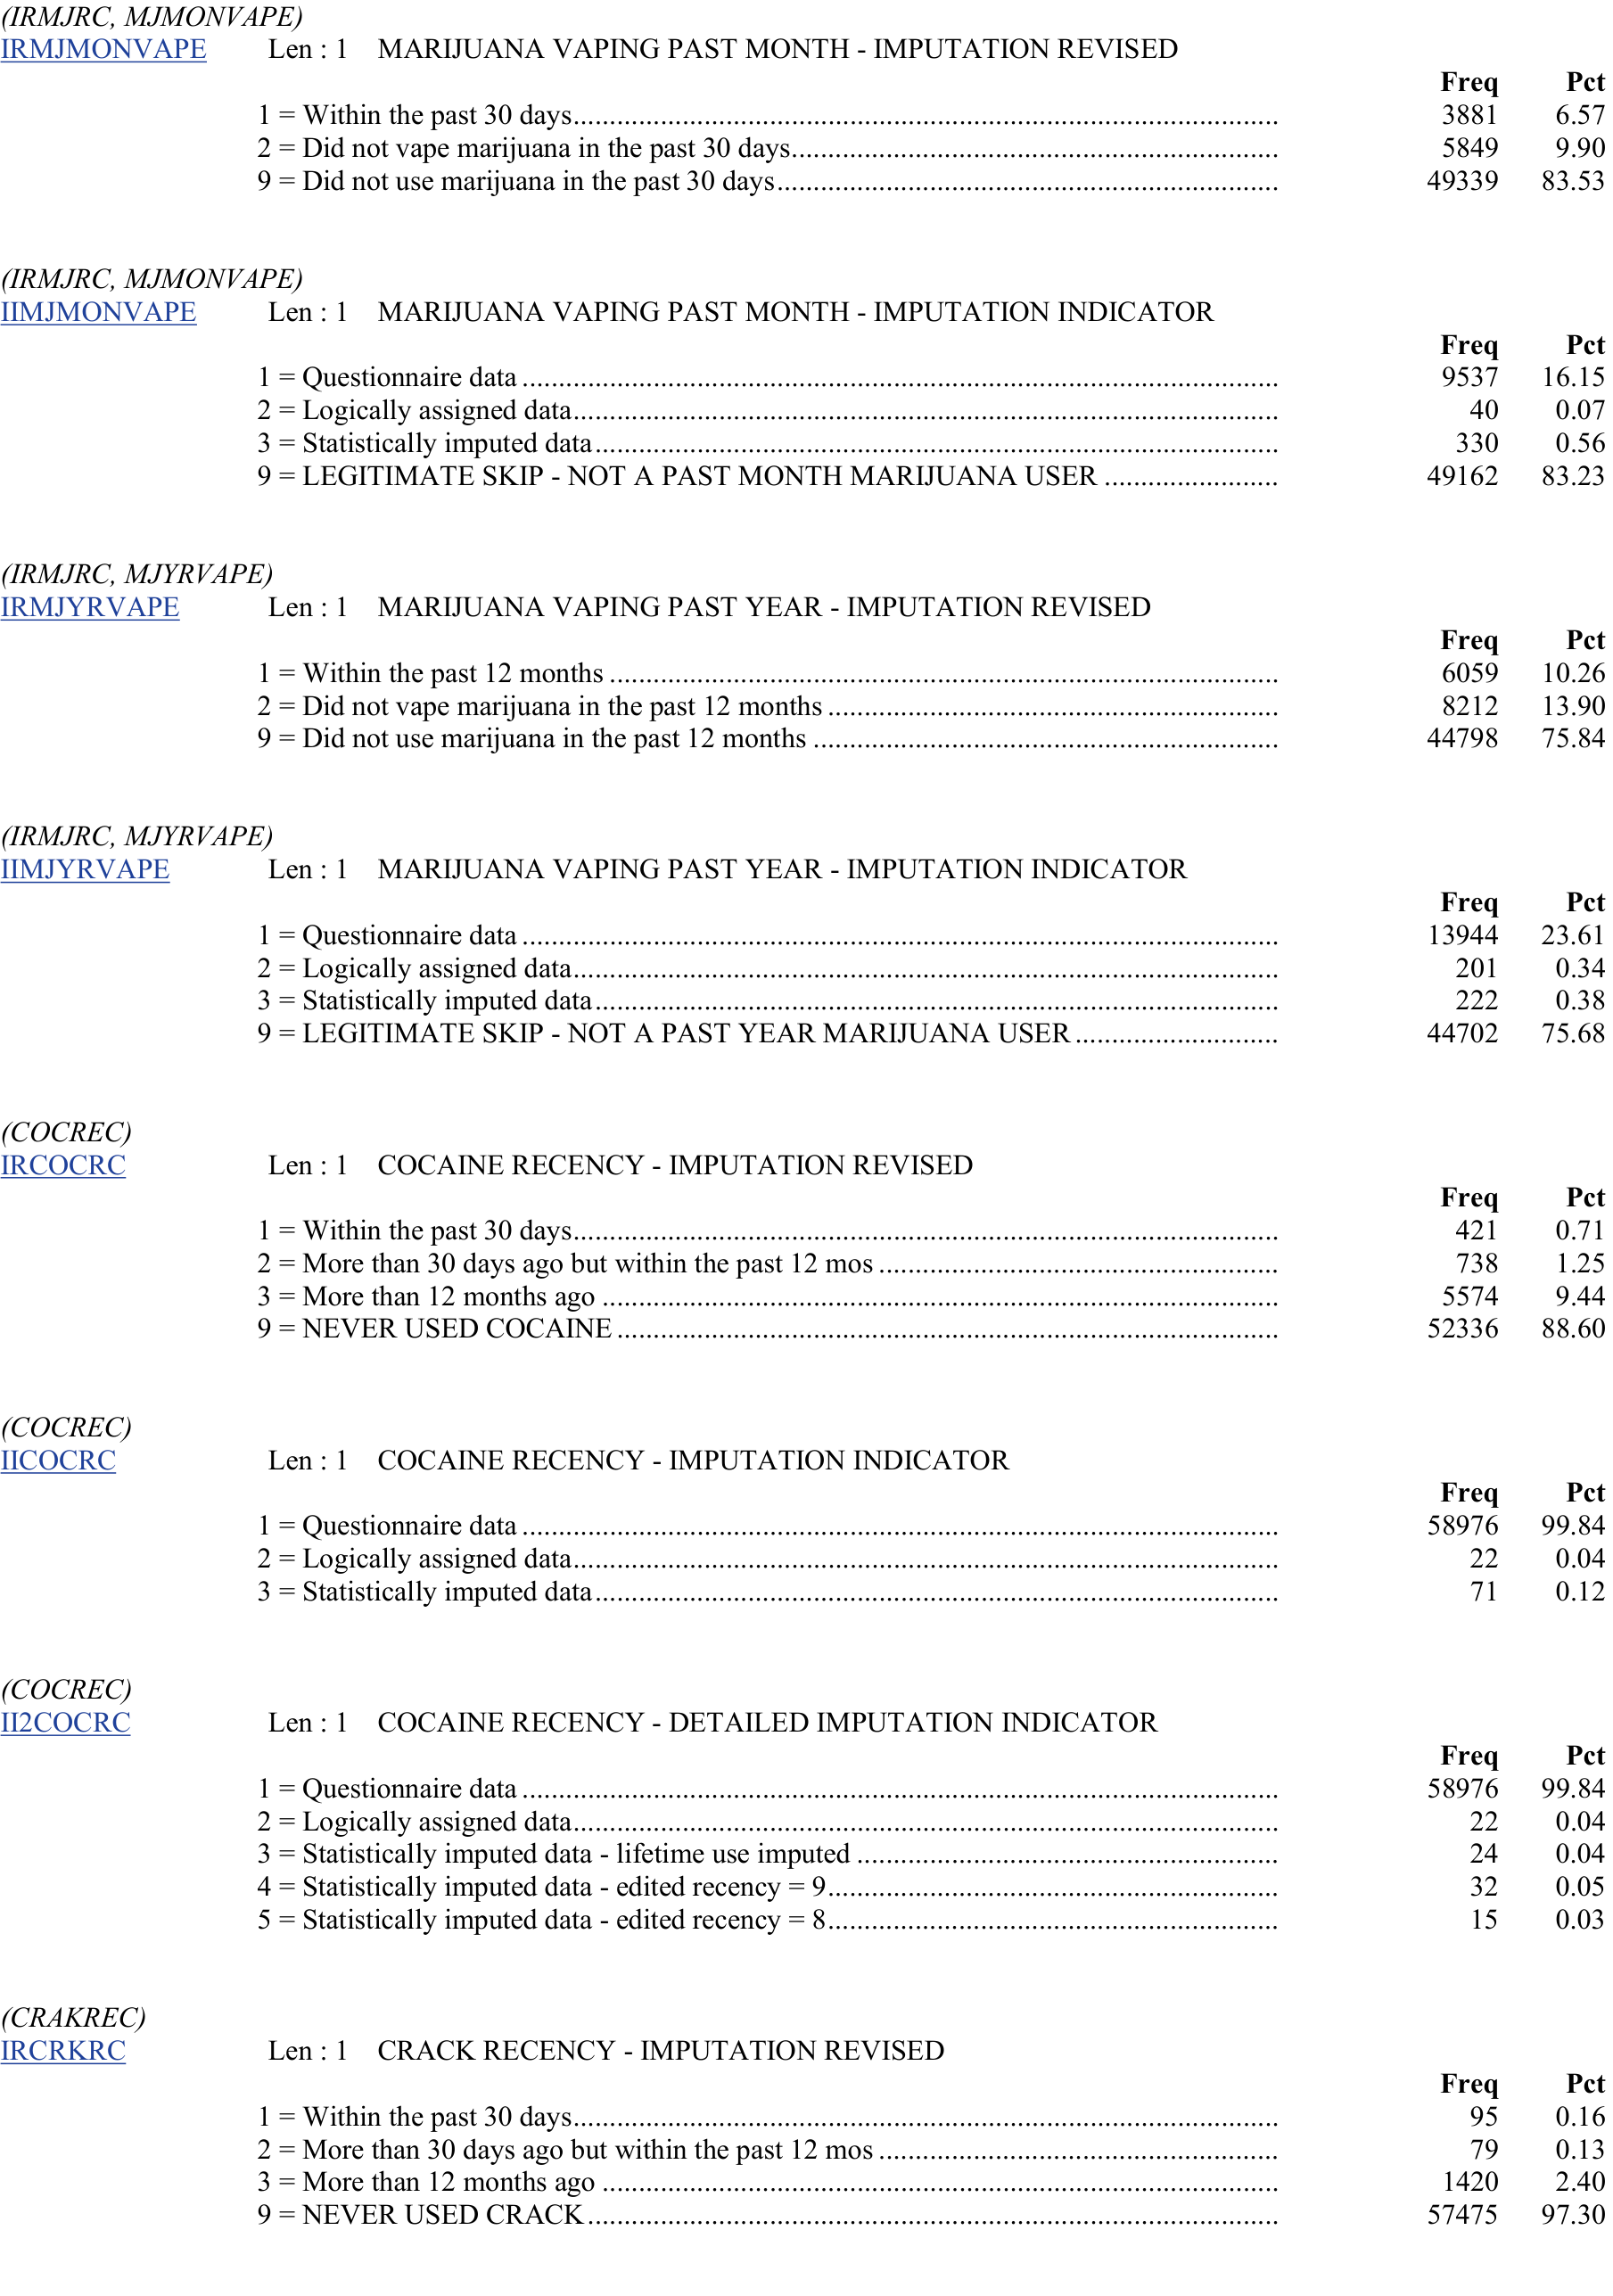 (IRMJRC, MJMONVAPE)
IRMJMONVAPE Len : 1 MARIJUANA VAPING PAST MONTH - IMPUTATION REVISED
Freq Pct
1 = Within the past 30 days 3881 6.57
2 = Did not vape marijuana in the past 30 days 5849 9.90
9 = Did not use marijuana in the past 30 days 49339 83.53
(IRMJRC, MJMONVAPE)
IIMJMONVAPE Len : 1 MARIJUANA VAPING PAST MONTH - IMPUTATION INDICATOR
Freq Pct
1 = Questionnaire data 9537 16.15
2 = Logically assigned data 40 0.07
3 = Statistically imputed data 330 0.56
9 = LEGITIMATE SKIP - NOT A PAST MONTH MARIJUANA USER 49162 83.23
(IRMJRC, MJYRVAPE)
IRMJYRVAPE Len : 1 MARIJUANA VAPING PAST YEAR - IMPUTATION REVISED
Freq Pct
1 = Within the past 12 months 6059 10.26
2 = Did not vape marijuana in the past 12 months 8212 13.90
9 = Did not use marijuana in the past 12 months 44798 75.84
(IRMJRC, MJYRVAPE)
IIMJYRVAPE Len : 1 MARIJUANA VAPING PAST YEAR - IMPUTATION INDICATOR
Freq Pct
1 = Questionnaire data 13944 23.61
2 = Logically assigned data 201 0.34
3 = Statistically imputed data 222 0.38
9 = LEGITIMATE SKIP - NOT A PAST YEAR MARIJUANA USER 44702 75.68
(COCREC)
IRCOCRC Len : 1 COCAINE RECENCY - IMPUTATION REVISED
Freq Pct
1 = Within the past 30 days 421 0.71
2 = More than 30 days ago but within the past 12 mos 738 1.25
3 = More than 12 months ago 5574 9.44
9 = NEVER USED COCAINE 52336 88.60
(COCREC)
IICOCRC Len : 1 COCAINE RECENCY - IMPUTATION INDICATOR
Freq Pct
1 = Questionnaire data 58976 99.84
2 = Logically assigned data 22 0.04
3 = Statistically imputed data 71 0.12
(COCREC)
II2COCRC Len : 1 COCAINE RECENCY - DETAILED IMPUTATION INDICATOR
Freq Pct
1 = Questionnaire data 58976 99.84
2 = Logically assigned data 22 0.04
3 = Statistically imputed data - lifetime use imputed 24 0.04
4 = Statistically imputed data - edited recency = 9 32 0.05
5 = Statistically imputed data - edited recency = 8 15 0.03
(CRAKREC)
IRCRKRC Len : 1 CRACK RECENCY - IMPUTATION REVISED
Freq Pct
1 = Within the past 30 days 95 0.16
2 = More than 30 days ago but within the past 12 mos 79 0.13
3 = More than 12 months ago 1420 2.40
9 = NEVER USED CRACK 57475 97.30